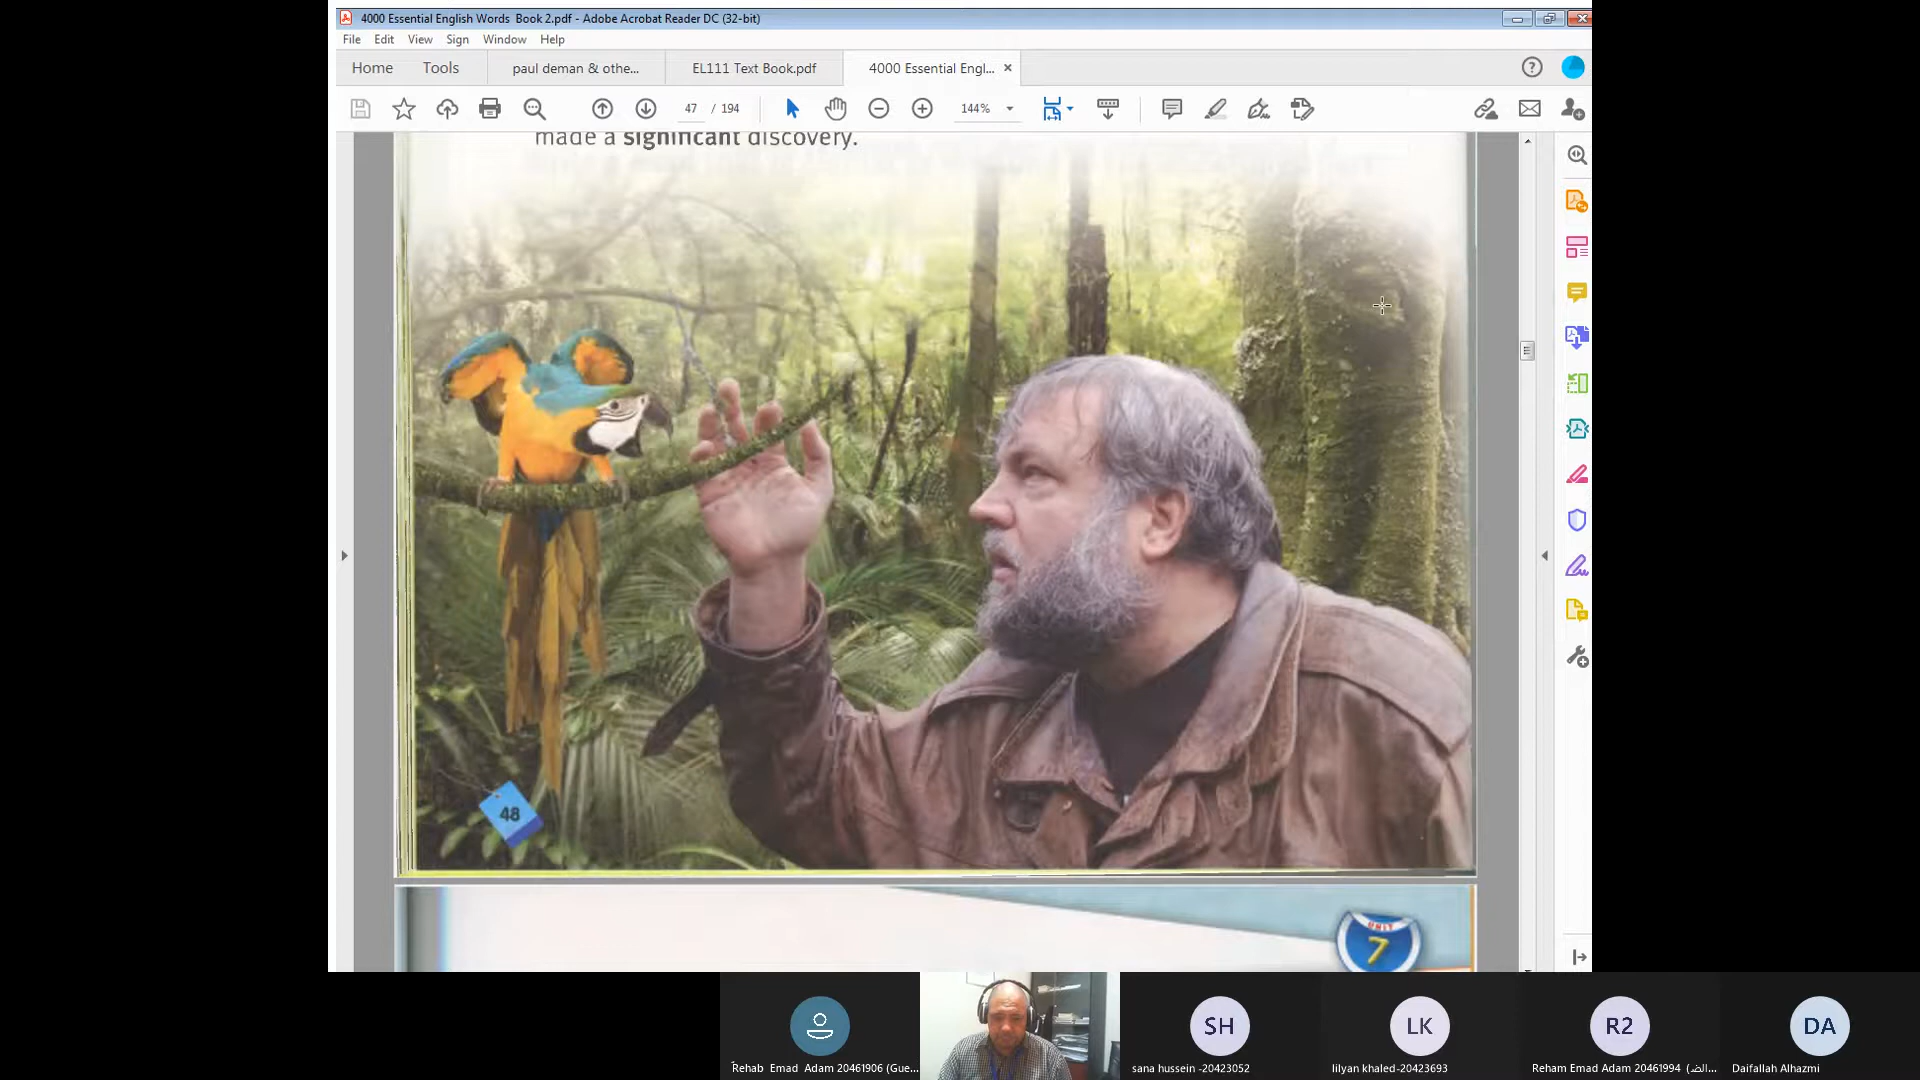 4000 Essential English Words  Book 2.pdf - Adobe Acrobat Reader DC (32-bit)
File Edit View Sign Window Help
Home Tools paul deman & othe... EL111 Text Book.pdf 4000 Essential Engl...
47 / 194 144%
made a significant discovery.
48
UNIT
7
SH LK R2 DA
Rehab Emad Adam 20461906 (Gue... sana hussein -20423052 lilyan khaled-20423693 Reham Emad Adam 20461994 Daifallah Alhazmi